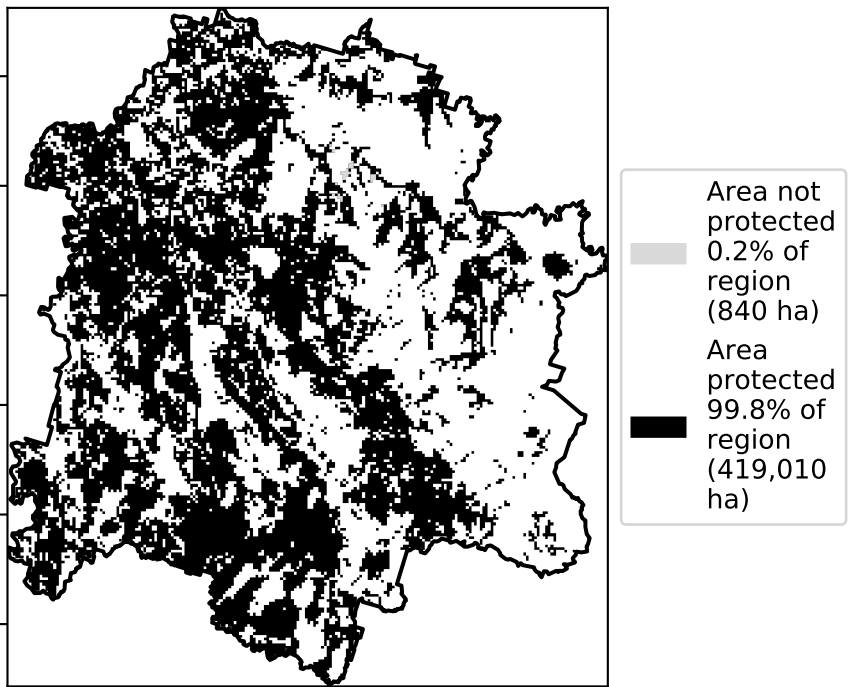 Area not
protected
0.2% of
region
(840 ha)
Area
protected
99.8% of
region
(419,010
ha)